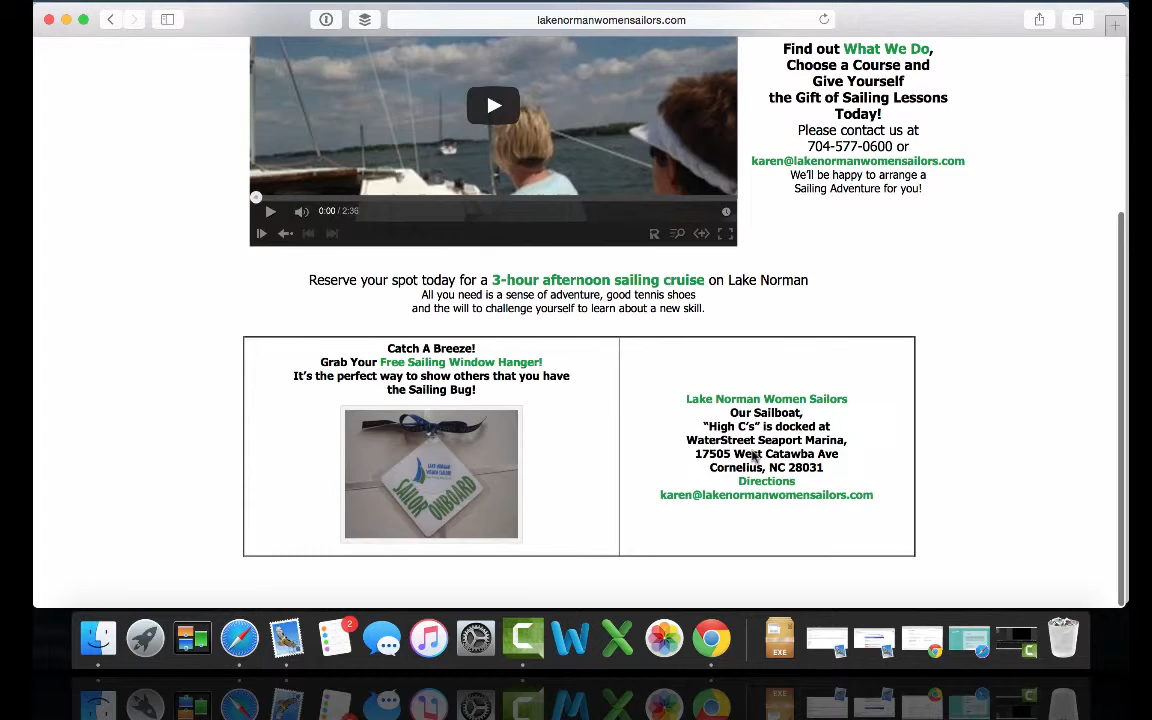 lakenormanwomensailors.com
Find out What We Do,
Choose a Course and
Give Yourself
the Gift of Sailing Lessons
Today!
Please contact us at
704-577-0600 or
karen@lakenormanwomensailors.com
We'll be happy to arrange a
Sailing Adventure for you!
0:00 / 2:36
Reserve your spot today for a 3-hour afternoon sailing cruise on Lake Norman
All you need is a sense of adventure, good tennis shoes
and the will to challenge yourself to learn about a new skill.
Catch A Breeze!
Grab Your Free Sailing Window Hanger!
It's the perfect way to show others that you have
the Sailing Bug!
LAKE NORMAN
WOMEN SAILORS
SAILOR ONBOARD
Lake Norman Women Sailors
Our Sailboat,
“High C's” is docked at
WaterStreet Seaport Marina,
17505 West Catawba Ave
Cornelius, NC 28031
Directions
karen@lakenormanwomensailors.com
2
EXE
EXE